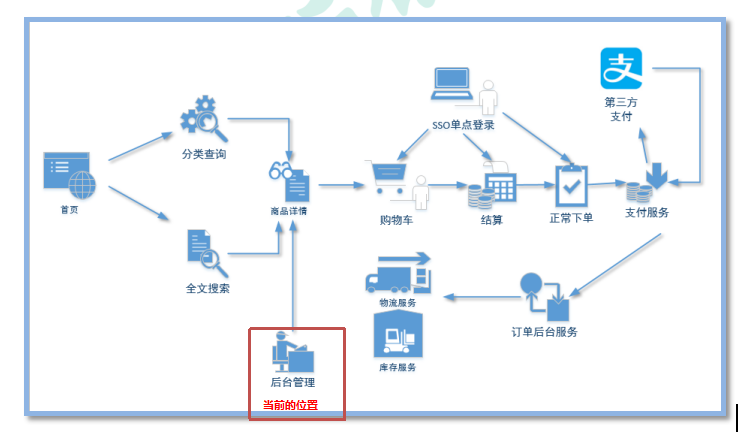 首页
分类查询
全文搜索
商品详情
后台管理
当前的位置
SSO单点登录
购物车
结算
正常下单
第三方
支付
支付服务
物流服务
库存服务
订单后台服务